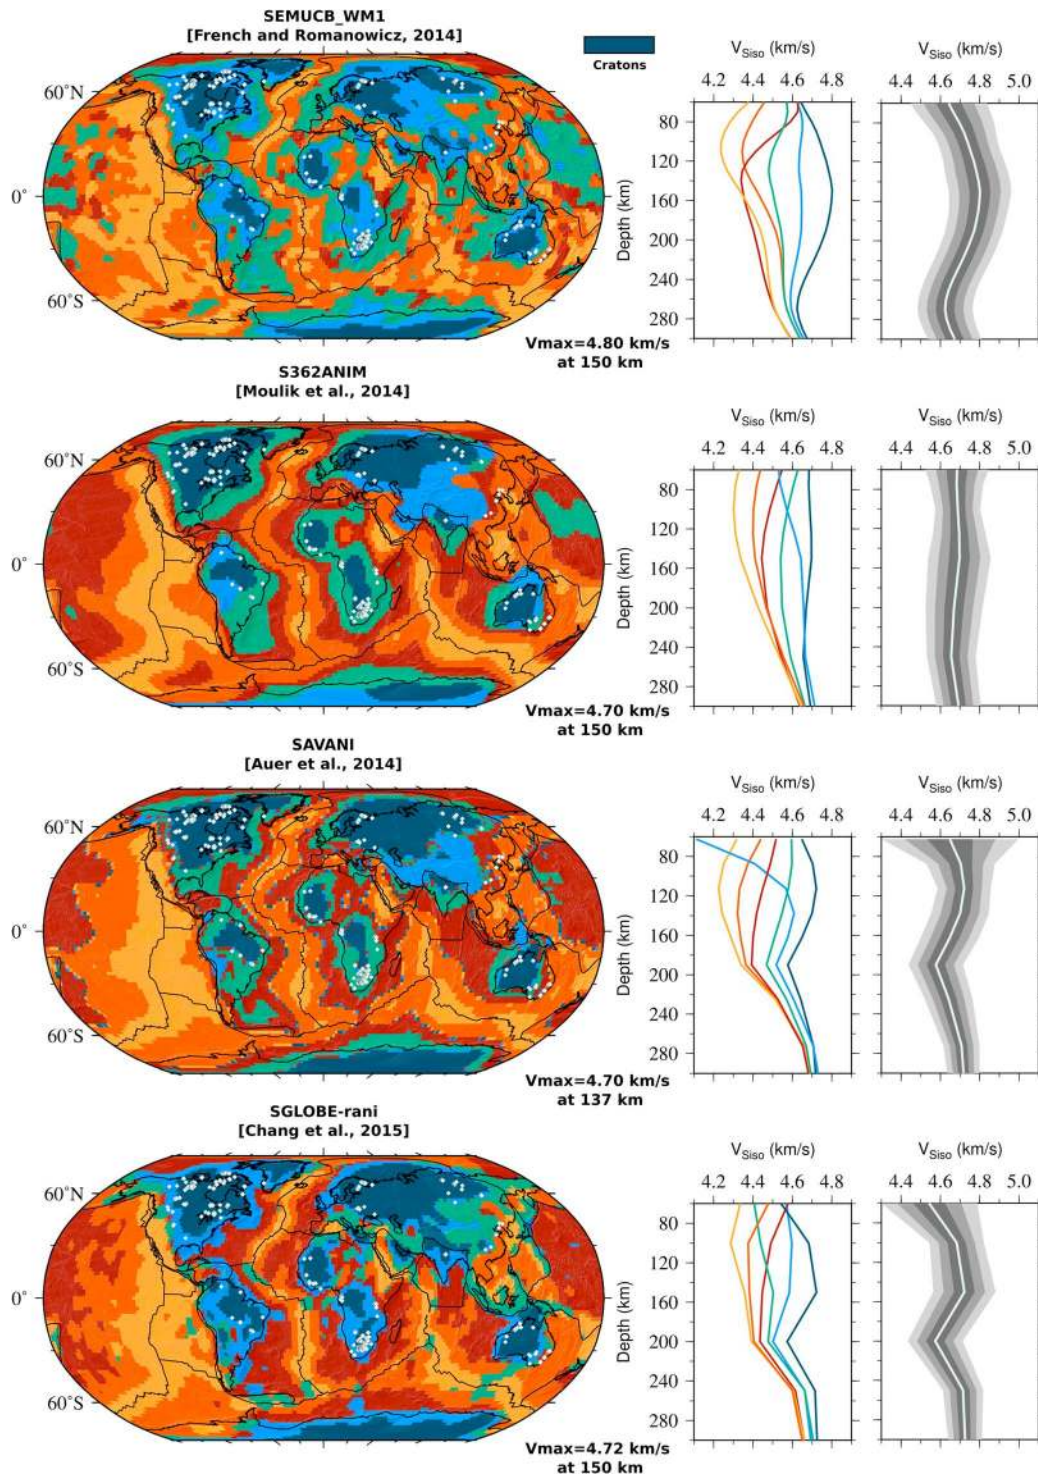 SEMUCB_WM1
[French and Romanowicz, 2014]
Cratons
60°N
0°
60°S
Vmax=4.80 km/s
at 150 km
V_Siso (km/s)
4.2 4.4 4.6 4.8
Depth (km)
80
120
160
200
240
280
V_Siso (km/s)
4.4 4.6 4.8 5.0
S362ANIM
[Moulik et al., 2014]
60°N
0°
60°S
Vmax=4.70 km/s
at 150 km
V_Siso (km/s)
4.2 4.4 4.6 4.8
Depth (km)
80
120
160
200
240
280
V_Siso (km/s)
4.4 4.6 4.8 5.0
SAVANI
[Auer et al., 2014]
60°N
0°
60°S
Vmax=4.70 km/s
at 137 km
V_Siso (km/s)
4.2 4.4 4.6 4.8
Depth (km)
80
120
160
200
240
280
V_Siso (km/s)
4.4 4.6 4.8 5.0
SGLOBE-rani
[Chang et al., 2015]
60°N
0°
60°S
Vmax=4.72 km/s
at 150 km
V_Siso (km/s)
4.2 4.4 4.6 4.8
Depth (km)
80
120
160
200
240
280
V_Siso (km/s)
4.4 4.6 4.8 5.0